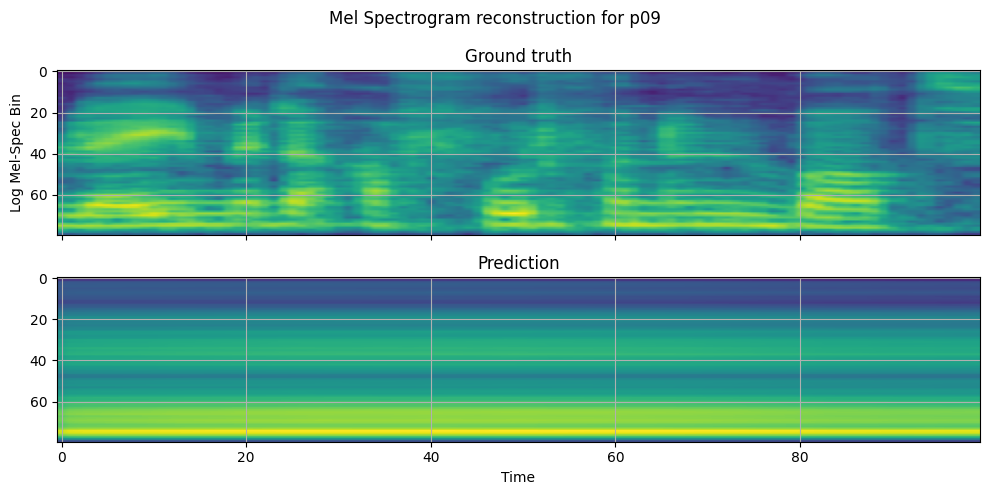 Mel Spectrogram reconstruction for p09
Ground truth
0
20
40
60
Log Mel-Spec Bin
Prediction
0
20
40
60
0 20 40 60 80
Time